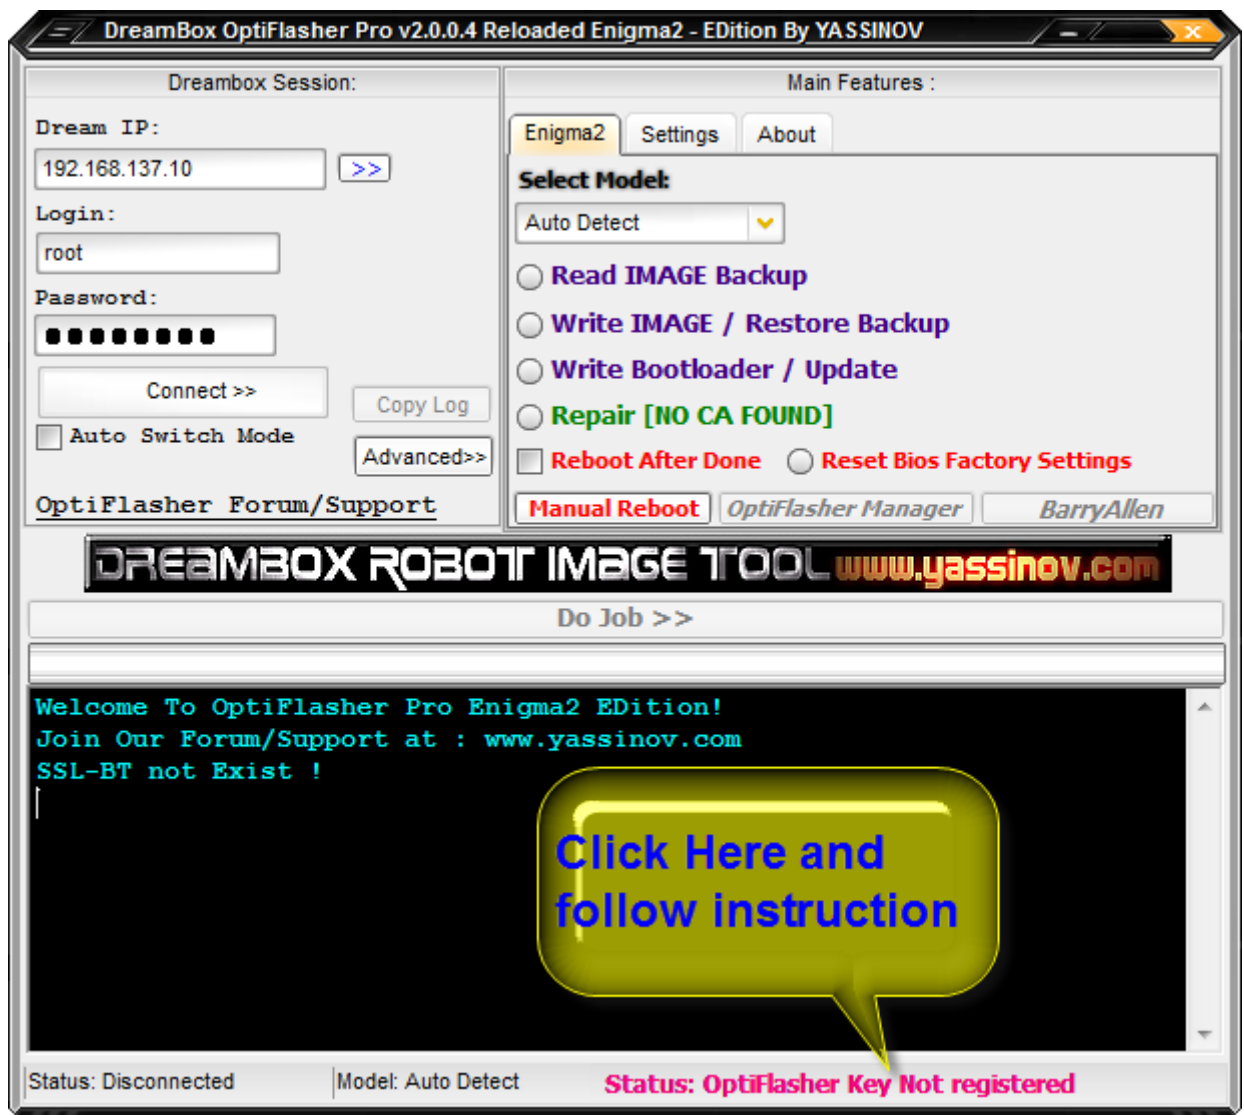 DreamBox OptiFlasher Pro v2.0.0.4 Reloaded Enigma2 - EDition By YASSINOV
Dreambox Session:
Dream IP:
192.168.137.10
>>
Login:
root
Password:
Connect >>
Copy Log
Auto Switch Mode
Advanced>>
OptiFlasher Forum/Support
Main Features :
Enigma2 Settings About
Select Model:
Auto Detect
Read IMAGE Backup
Write IMAGE / Restore Backup
Write Bootloader / Update
Repair [NO CA FOUND]
Reboot After Done Reset Bios Factory Settings
Manual Reboot OptiFlasher Manager BarryAllen
DREAMBOX ROBOT IMAGE TOOL www.yassinov.com
Do Job >>
Welcome To OptiFlasher Pro Enigma2 EDition!
Join Our Forum/Support at : www.yassinov.com
SSL-BT not Exist !
Click Here and
follow instruction
Status: Disconnected Model: Auto Detect Status: OptiFlasher Key Not registered